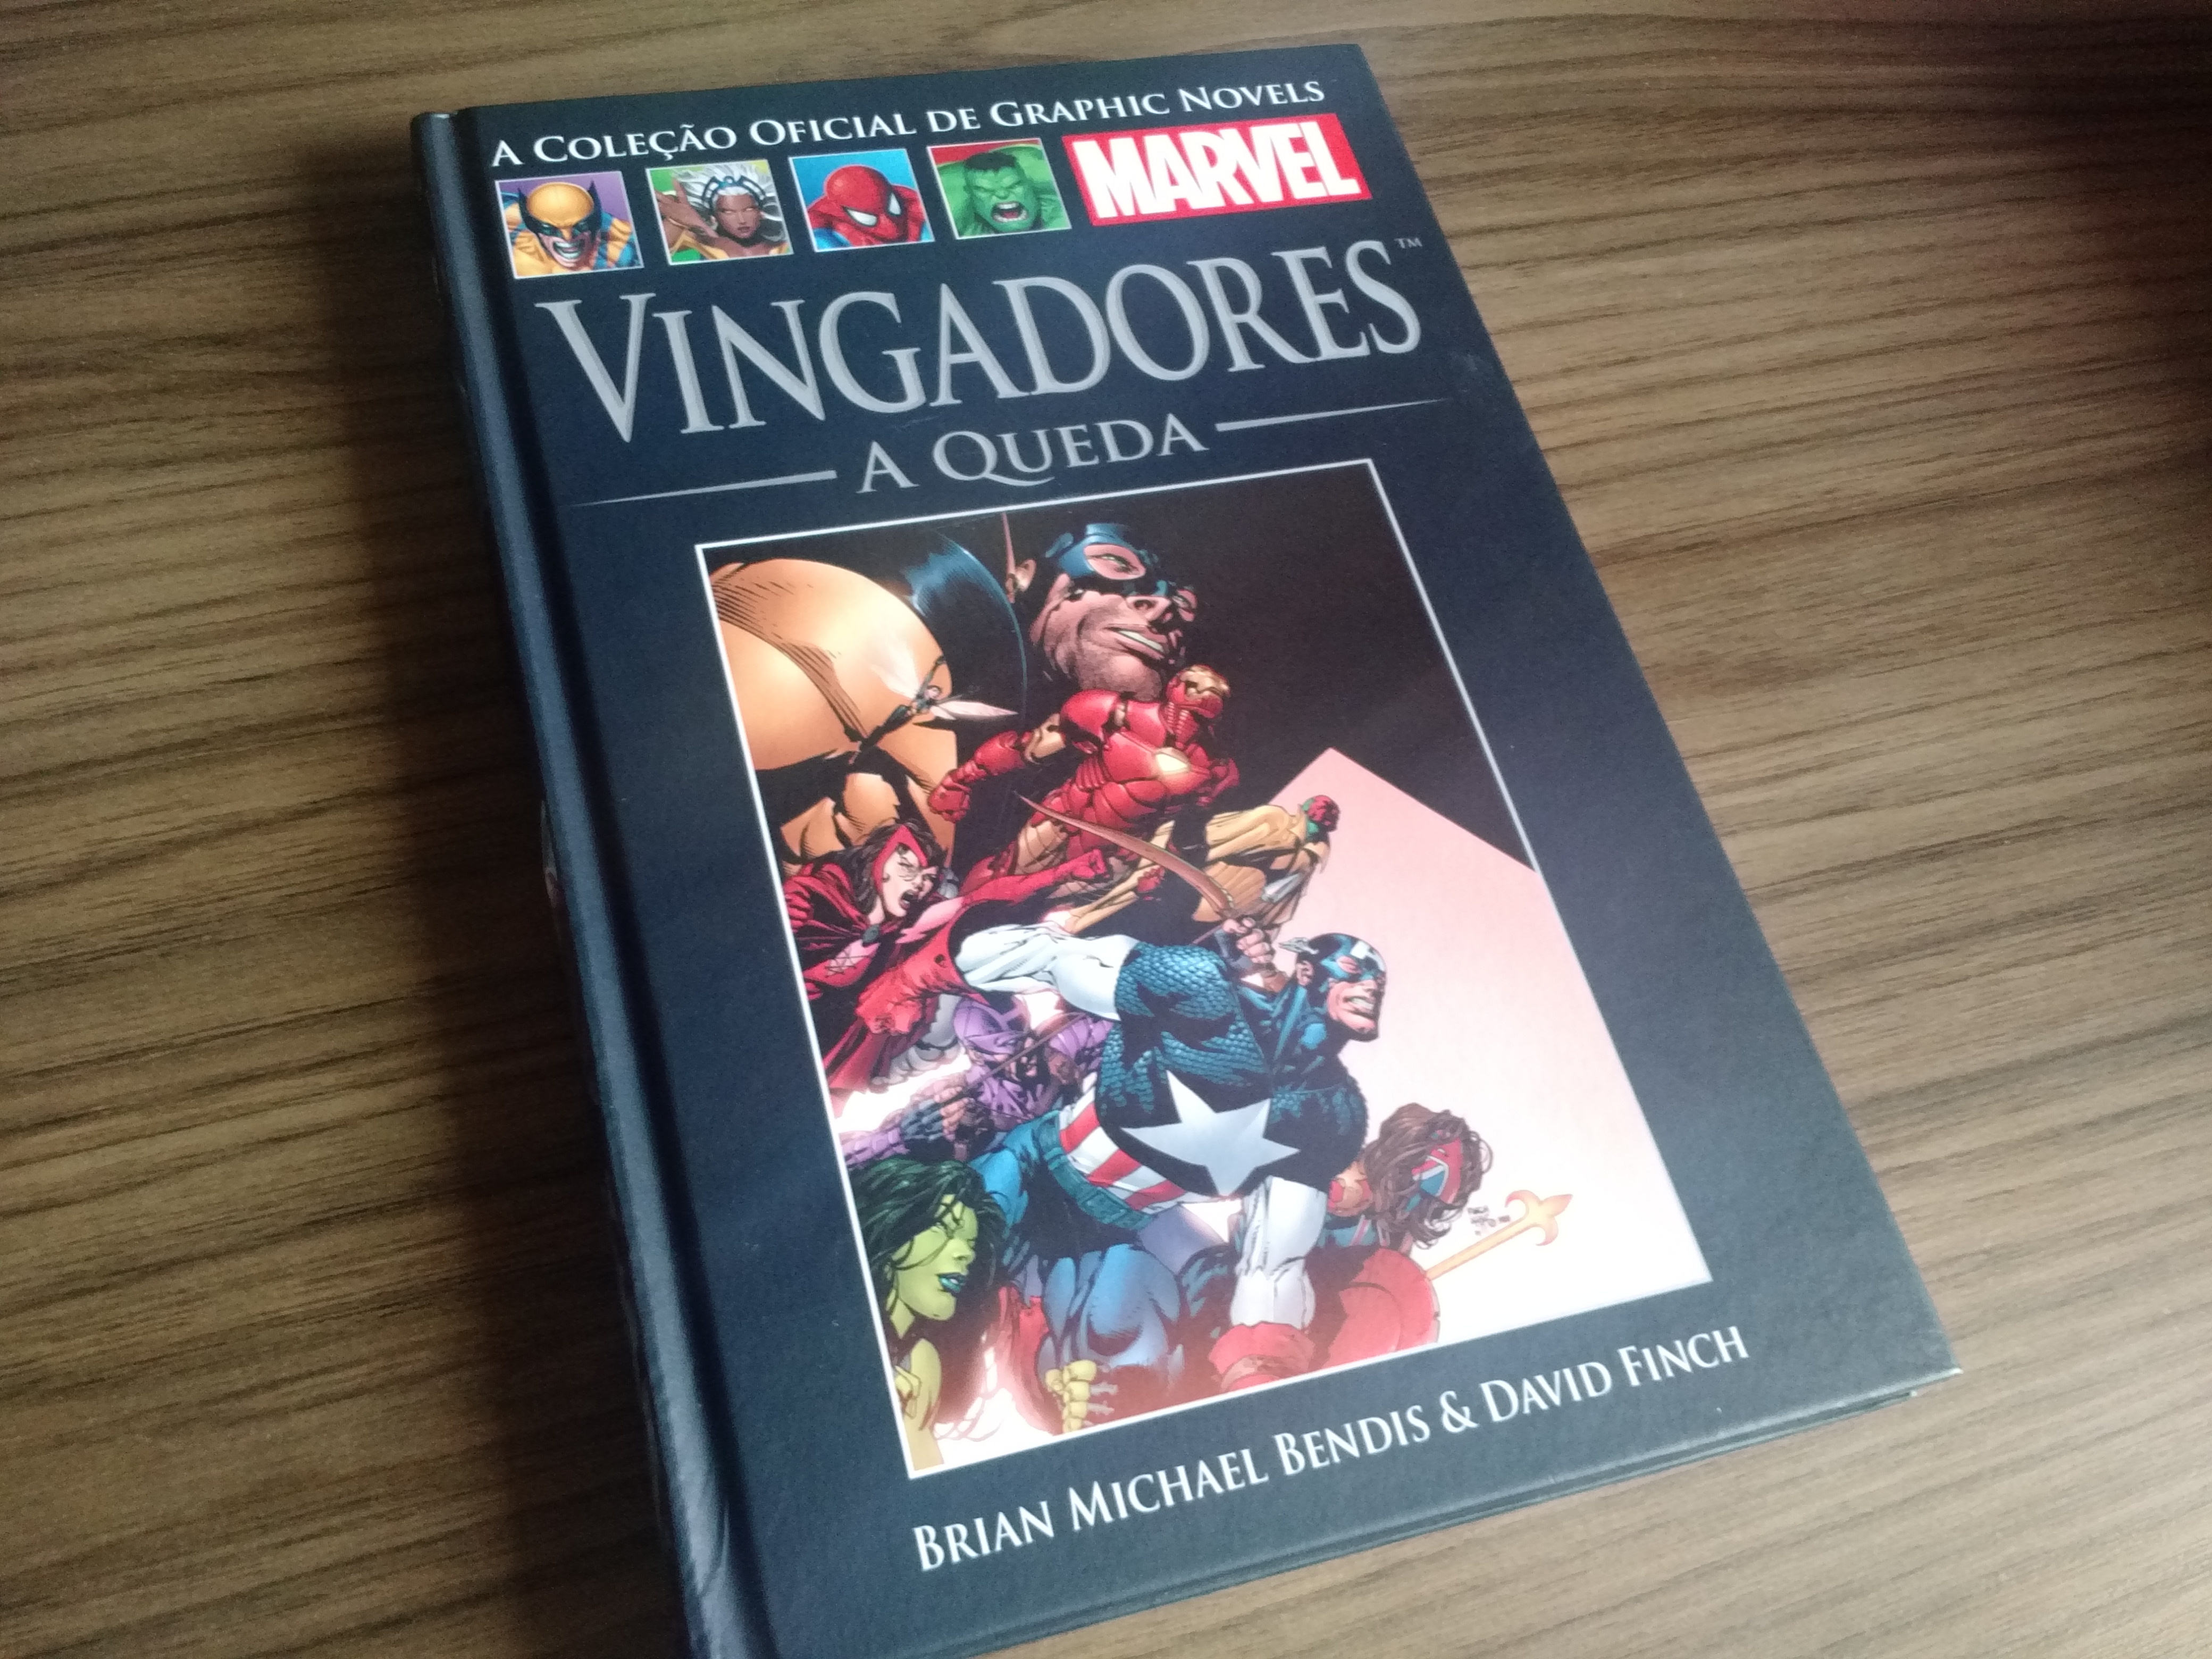 A COLEÇÃO OFICIAL DE GRAPHIC NOVELS
MARVEL
VINGADORES™
A QUEDA
BRIAN MICHAEL BENDIS & DAVID FINCH